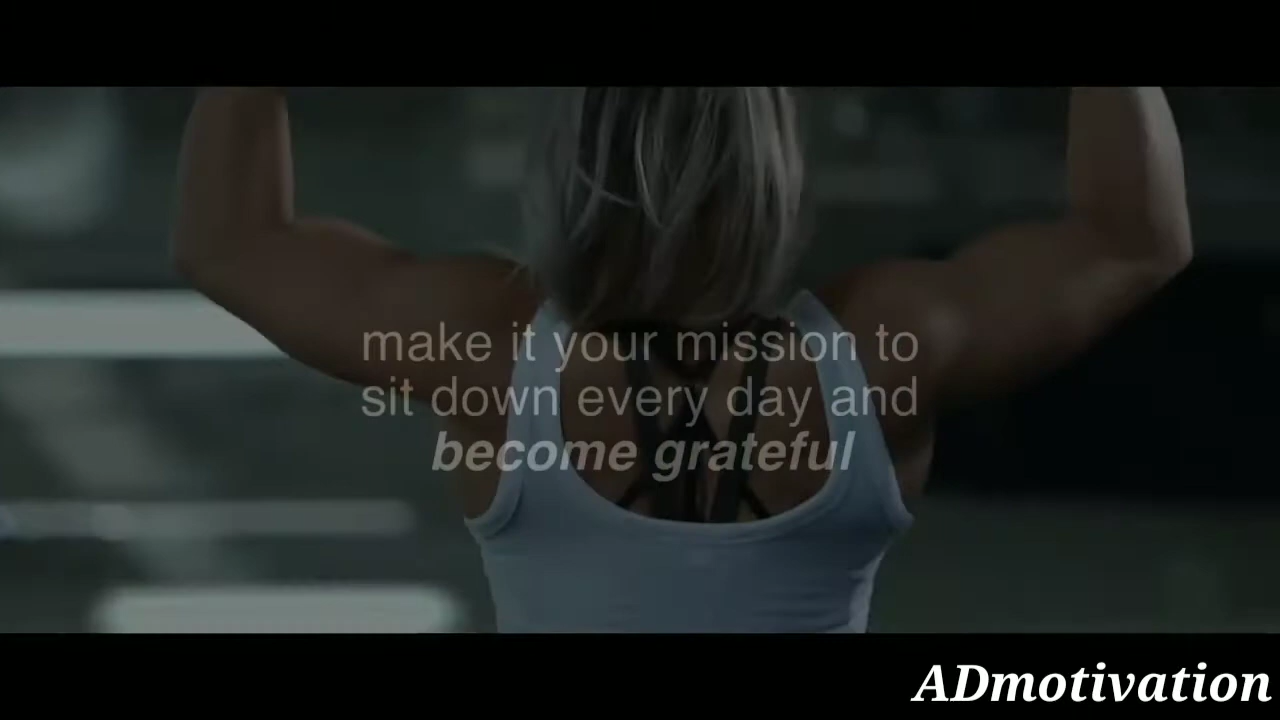 make it your mission to
sit down every day and
become grateful
ADmotivation